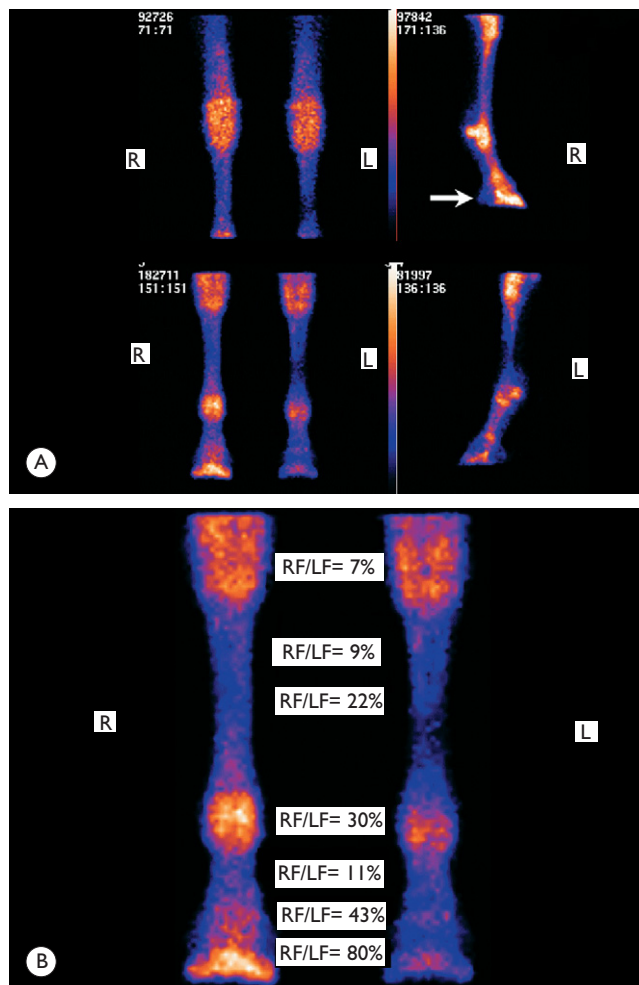 92726
71:71
97842
171:136
R
L
R
182711
151:151
81997
136:136
R
L
L
A
RF/LF= 7%
RF/LF= 9%
RF/LF= 22%
R
L
RF/LF= 30%
RF/LF= 11%
RF/LF= 43%
RF/LF= 80%
B